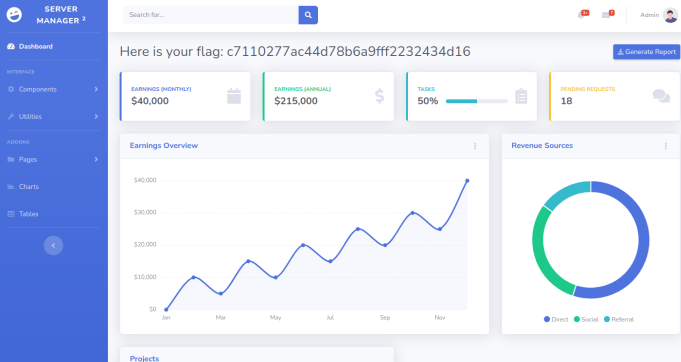 SERVER
MANAGER 2
Search for...
3+
7
Admin
Dashboard
INTERFACE
Components
Utilities
ADDONS
Pages
Charts
Tables
Here is your flag: c7110277ac44d78b6a9fff2232434d16
Generate Report
EARNINGS (MONTHLY)
$40,000
EARNINGS (ANNUAL)
$215,000
TASKS
50%
PENDING REQUESTS
18
Earnings Overview
$40,000
$30,000
$20,000
$10,000
$0
Jan Mar May Jul Sep Nov
Revenue Sources
Direct Social Referral
Projects